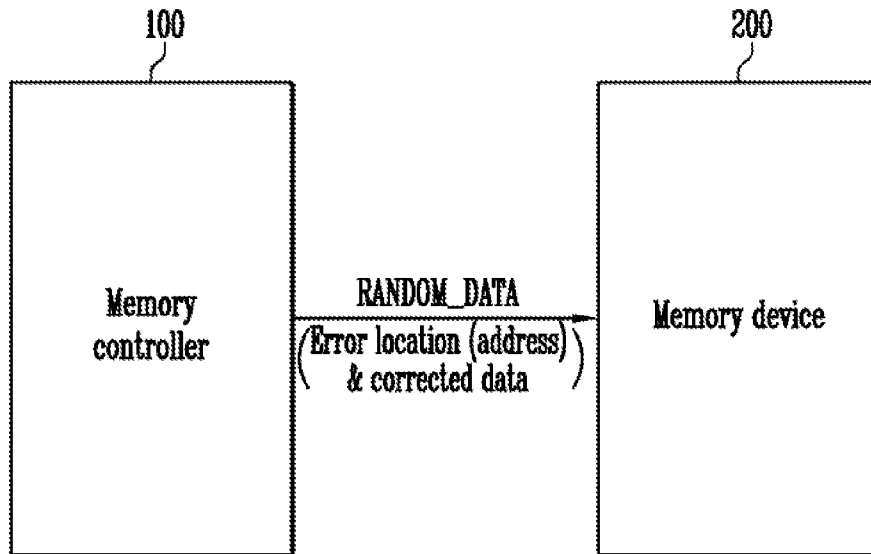 100
200
Memory
controller
RANDOM_DATA
(Error location (address)
& corrected data)
Memory device